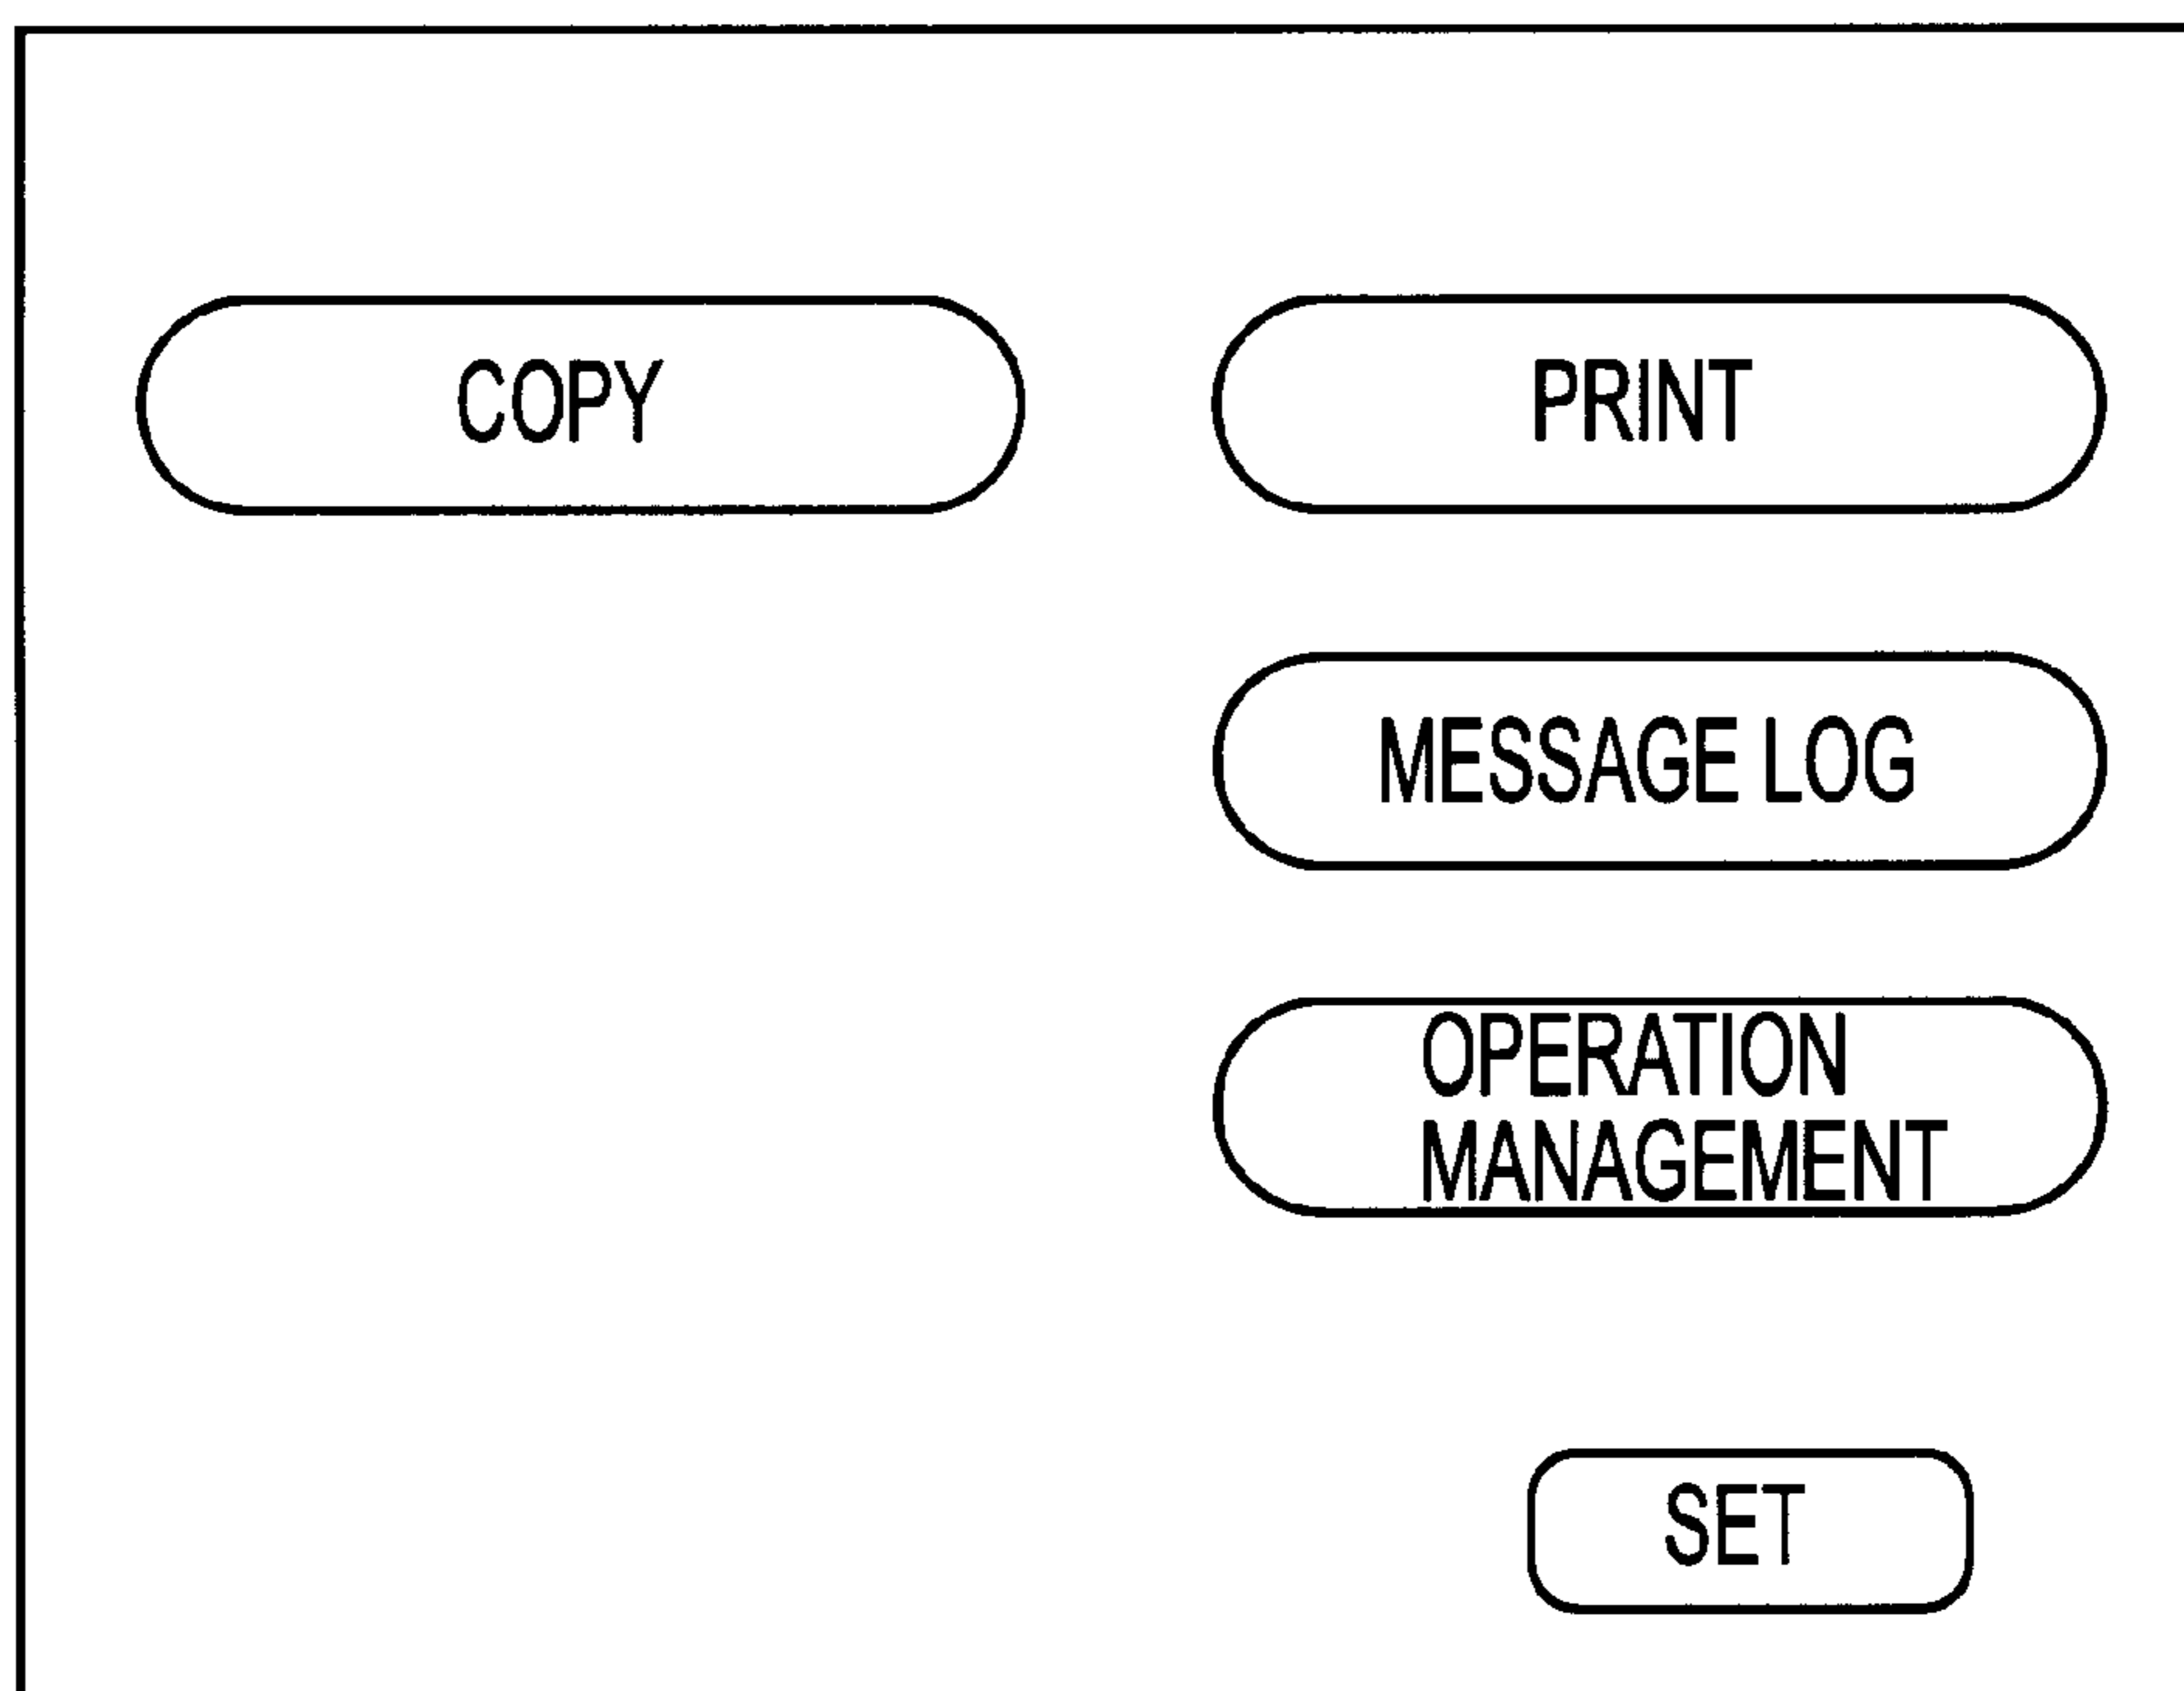 COPY
PRINT
MESSAGE LOG
OPERATION
MANAGEMENT
SET